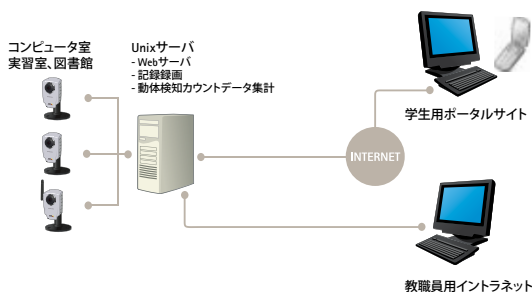 コンピュータ室
実習室、図書館
Unixサーバ
- Webサーバ
- 記録録画
- 動体検知カウントデータ集計
学生用ポータルサイト
INTERNET
教職員用イントラネット